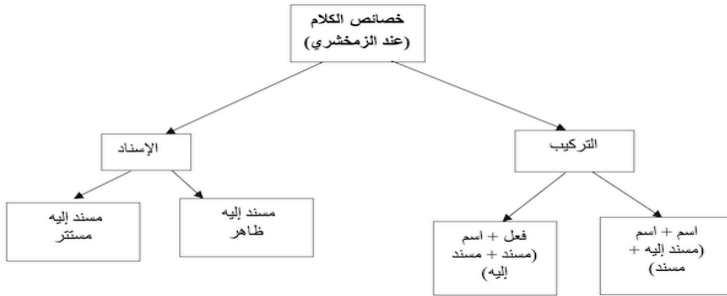 خصائص الكلام
(عند الزمخشري)
التركيب
الإسناد
اسم + اسم
(مسند إليه +
مسند)
فعل + اسم
(مسند + مسند
إليه)
مسند إليه
ظاهر
مسند إليه
مستتر